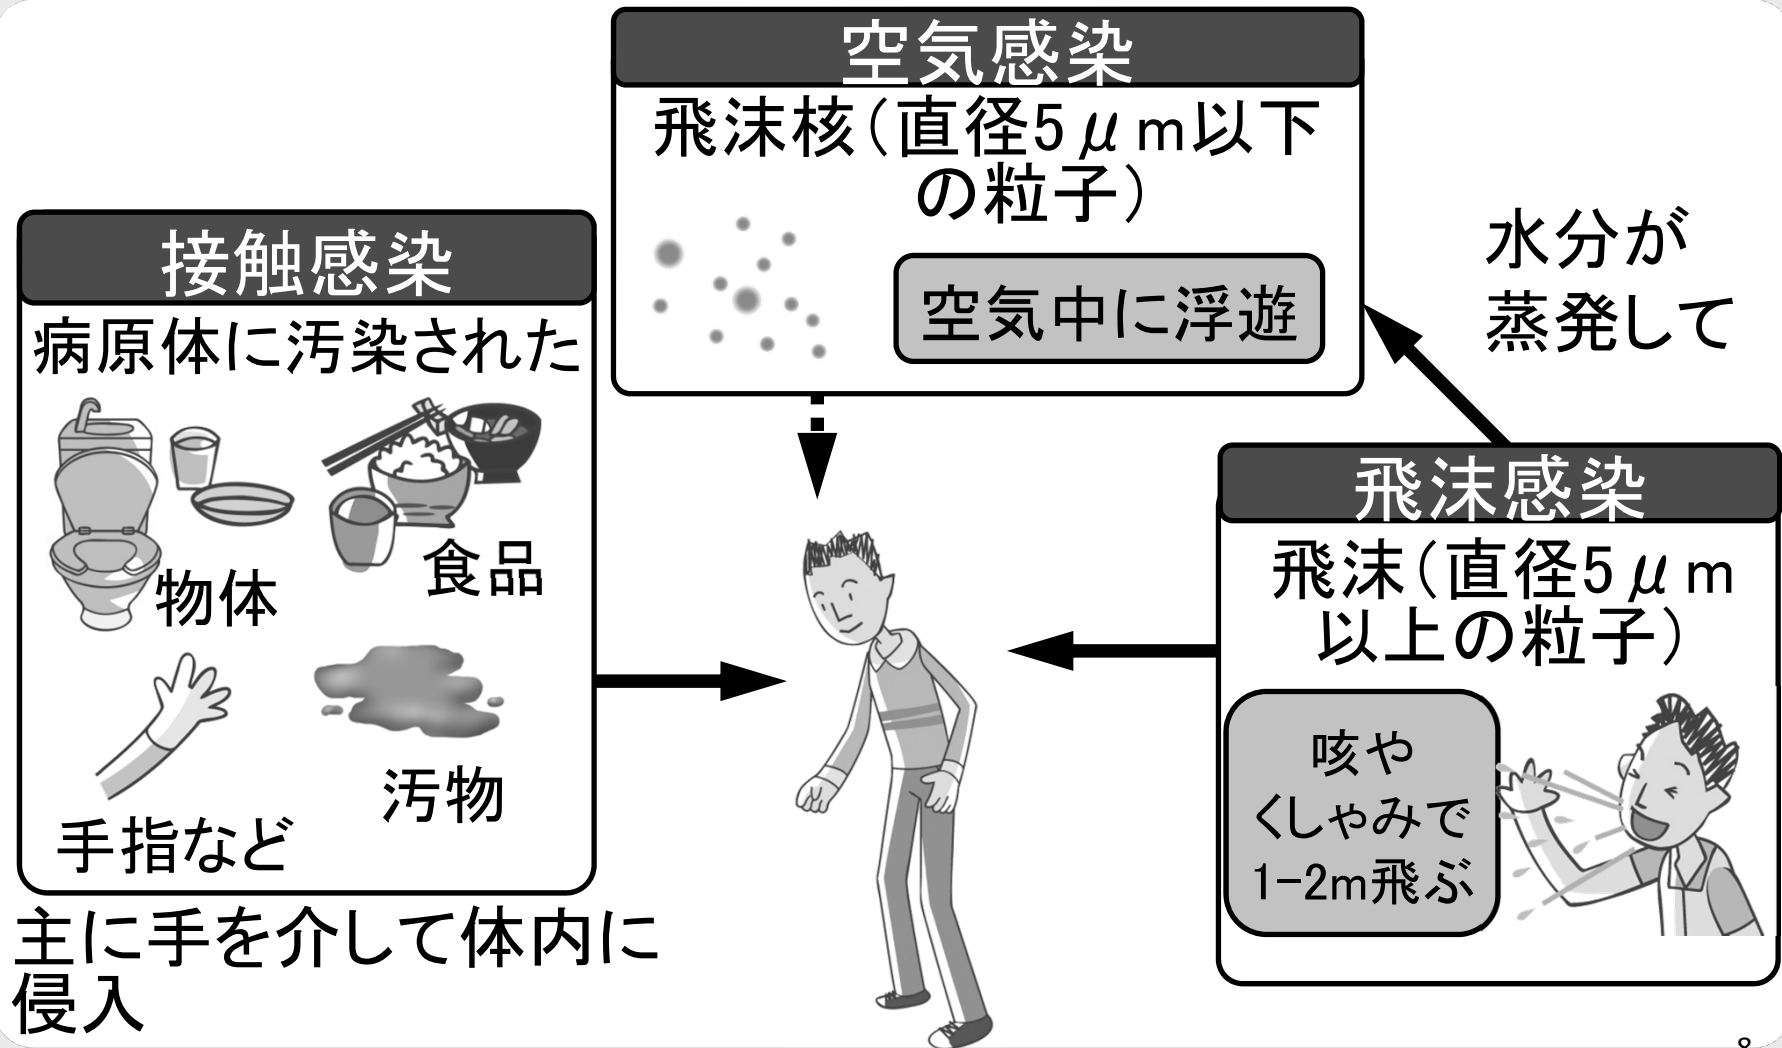 空気感染
飛沫核(直径5μm以下
の粒子)
空気中に浮遊
接触感染
病原体に汚染された
物体
食品
手指など
汚物
主に手を介して体内に
侵入
水分が
蒸発して
飛沫感染
飛沫(直径5μm
以上の粒子)
咳や
くしゃみで
1-2m飛ぶ
。